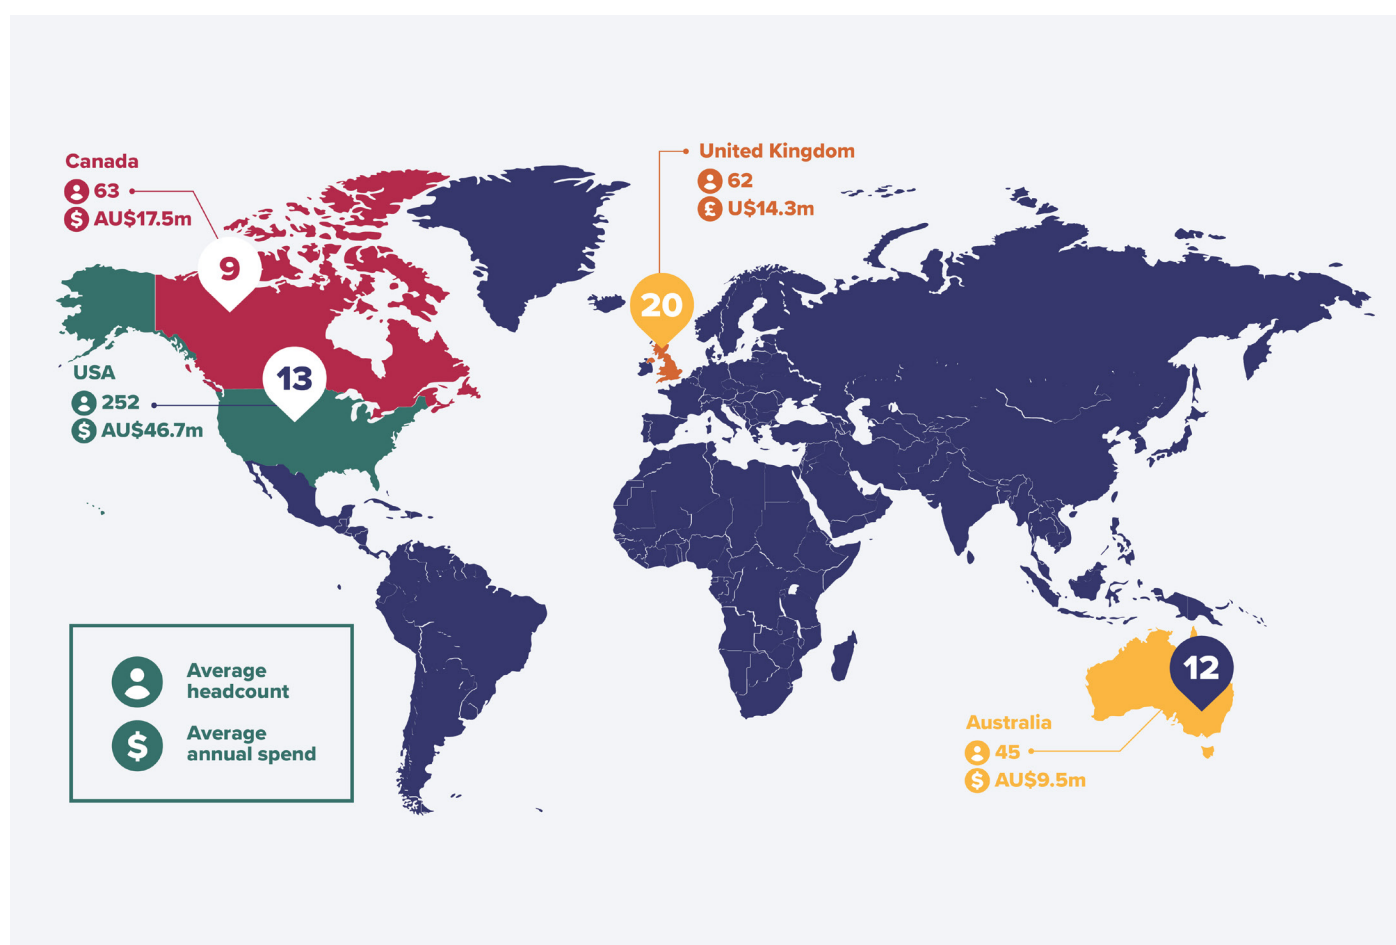 Canada
63
$ AU$17.5m
9
United Kingdom
62
£ U$14.3m
20
USA
252
$ AU$46.7m
13
Average
headcount
$ Average
annual spend
Australia
45
$ AU$9.5m
12